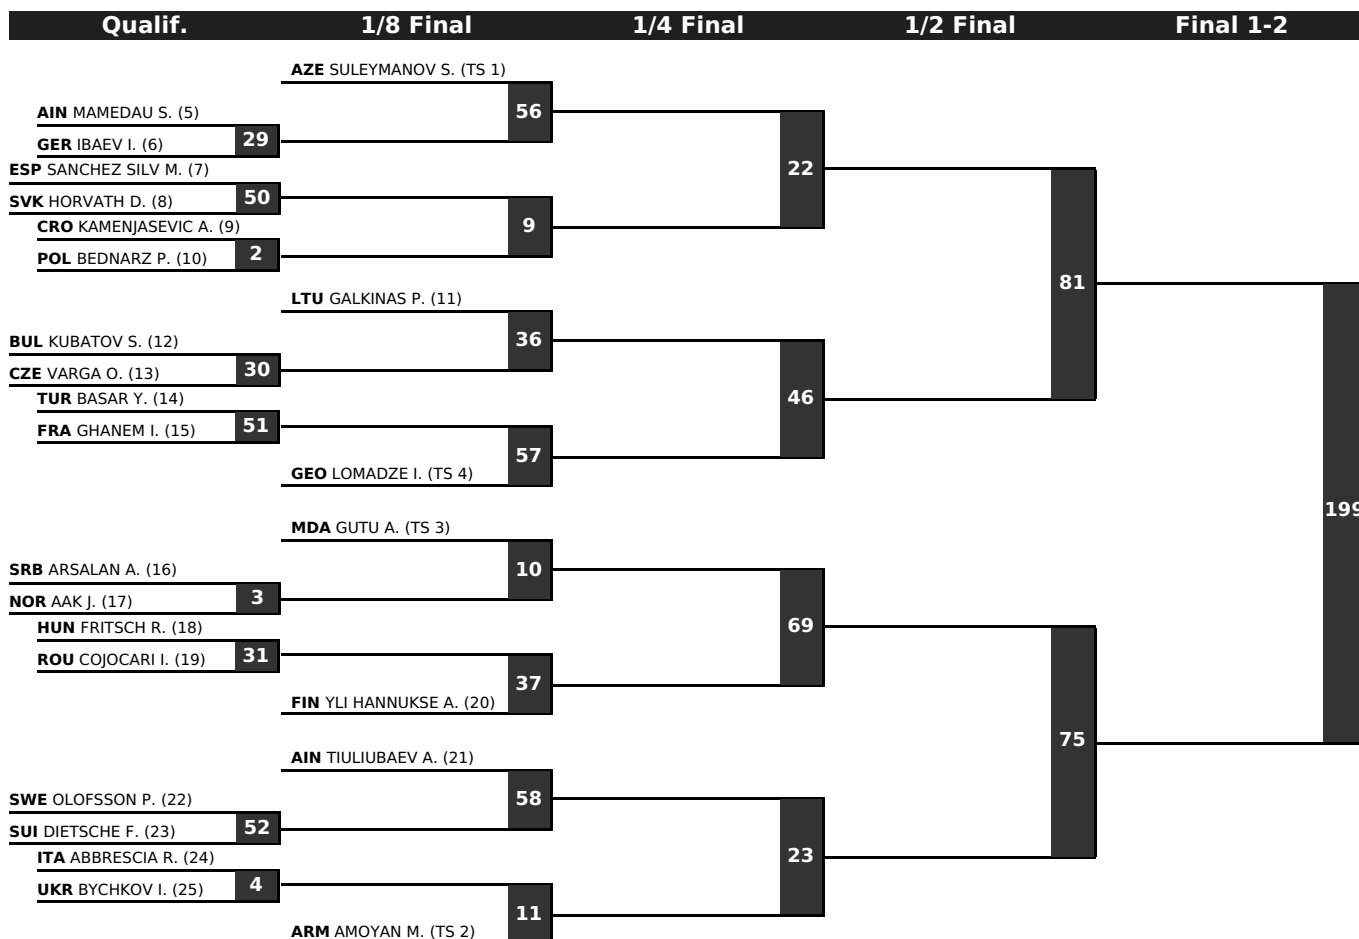 Qualif. 1/8 Final 1/4 Final 1/2 Final Final 1-2
AZE SULEYMANOV S. (TS 1)
56
AIN MAMEDAU S. (5)
29
GER IBAEV I. (6)
22
ESP SANCHEZ SILV M. (7)
50
SVK HORVATH D. (8)
9
CRO KAMENJASEVIC A. (9)
2
POL BEDNARZ P. (10)
81
LTU GALKINAS P. (11)
36
BUL KUBATOV S. (12)
30
CZE VARGA O. (13)
46
TUR BASAR Y. (14)
51
FRA GHANEM I. (15)
57
GEO LOMADZE I. (TS 4)
199
MDA GUTU A. (TS 3)
10
SRB ARSALAN A. (16)
3
NOR AAK J. (17)
69
HUN FRITSCH R. (18)
31
ROU COJOCARI I. (19)
37
FIN YLI HANNUKSE A. (20)
75
AIN TIULIUBAEV A. (21)
58
SWE OLOFSSON P. (22)
52
SUI DIETSCHE F. (23)
23
ITA ABBRESCIA R. (24)
4
UKR BYCHKOV I. (25)
11
ARM AMOYAN M. (TS 2)